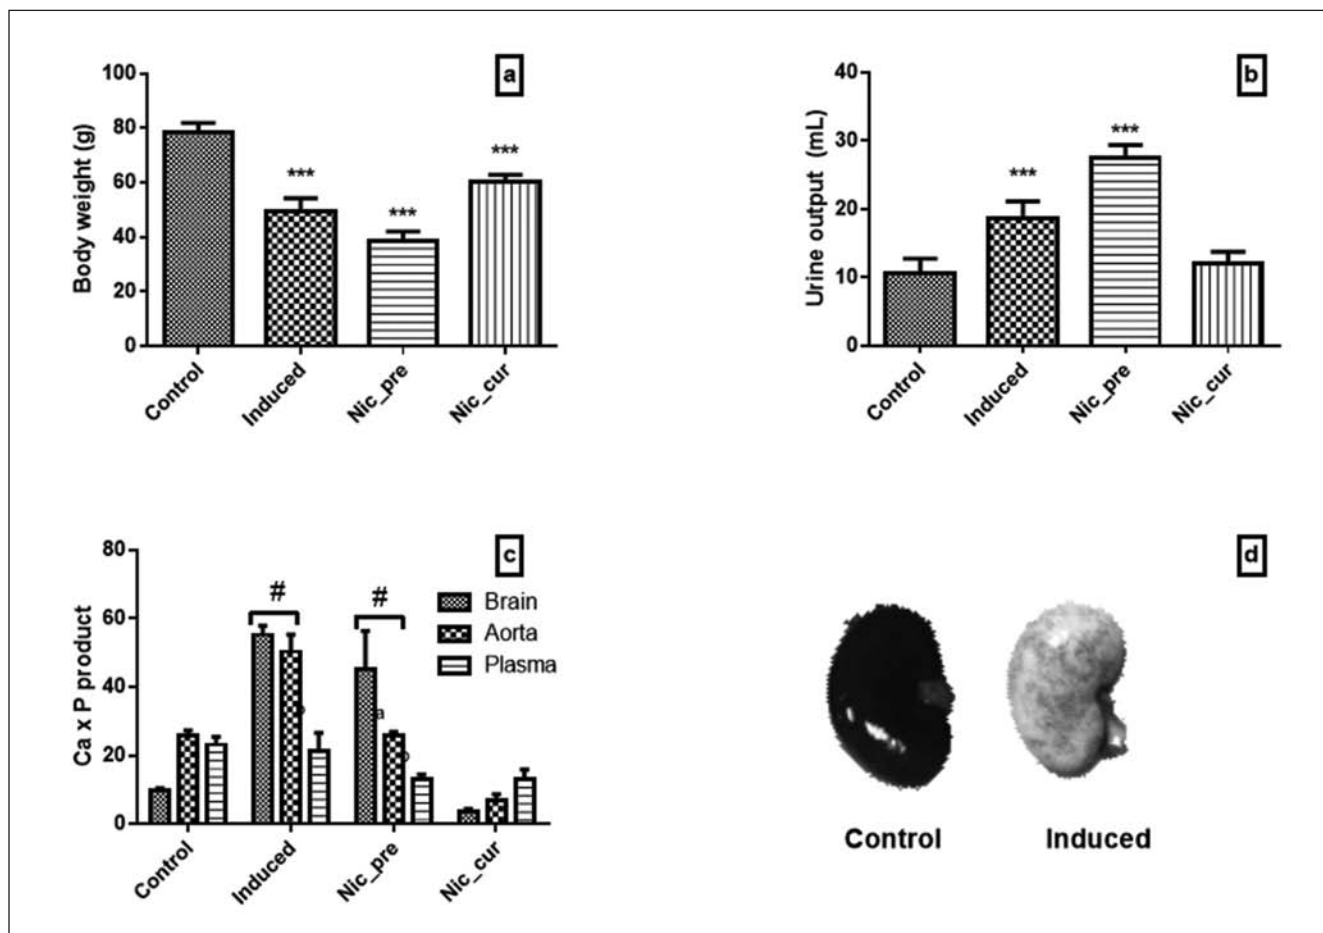 a
100
80
60
40
20
0
Body weight (g)
***
***
***
Control
Induced
Nic_pre
Nic_cur
b
40
30
20
10
0
Urine output (mL)
***
***
Control
Induced
Nic_pre
Nic_cur
c
80
60
40
20
0
Ca x P product
#
#
a
Brain
Aorta
Plasma
Control
Induced
Nic_pre
Nic_cur
d
Control
Induced